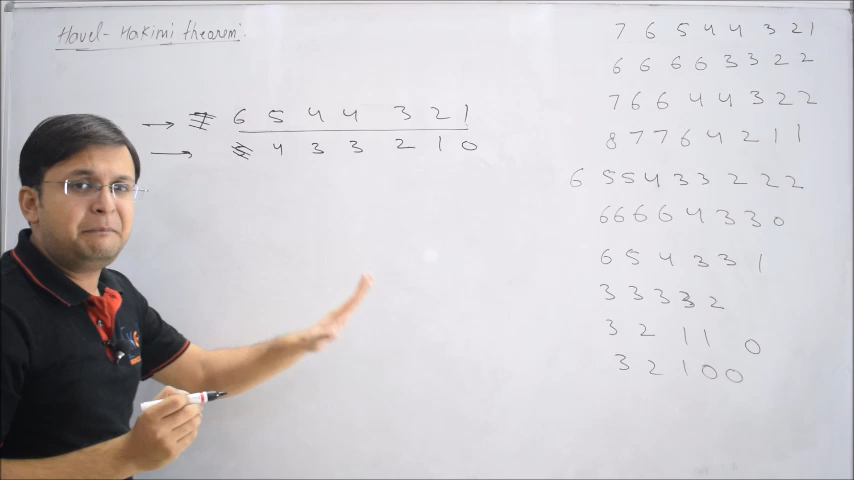 Havel-Hakimi theorem:
→ 7 6 5 4 4 3 2 1
→ 5 4 3 3 2 1 0
7 6 5 4 4 3 2 1
6 6 6 6 3 3 2 2
7 6 6 4 4 3 2 2
8 7 7 6 4 2 1 1
6 5 5 4 3 3 2 2 2
6 6 6 6 4 3 3 0
6 5 4 3 3 1
3 3 3 3 2
3 2 1 1 0
3 2 1 0 0